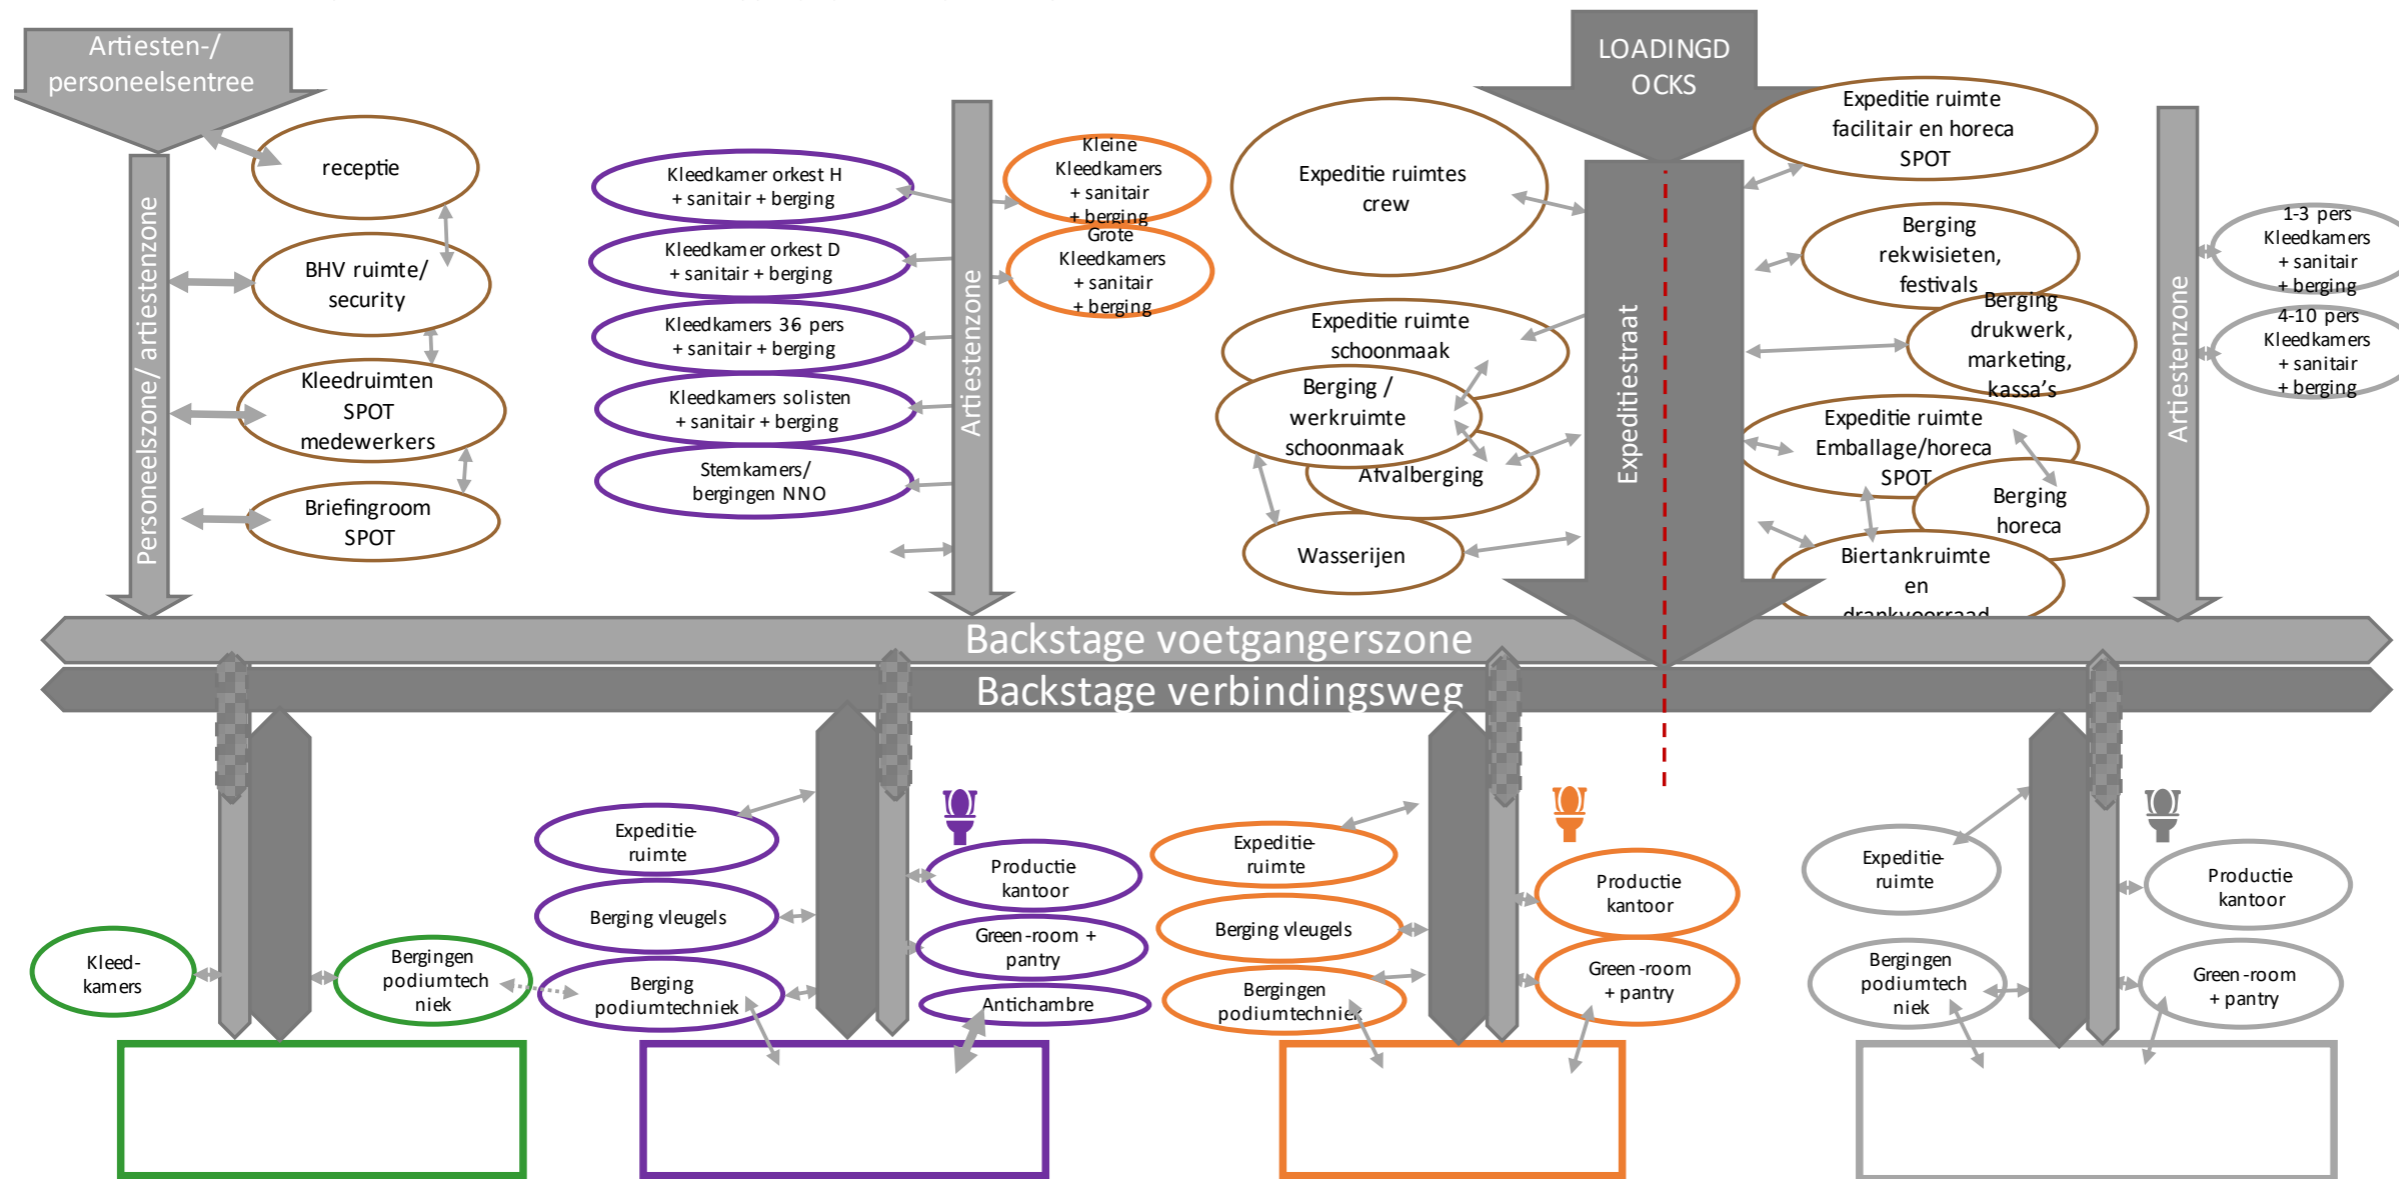 Artiesten-/
personeelsentree
Personeelszone/ artiestenzone
receptie
BHV ruimte/
security
Kleedruimten
SPOT
medewerkers
Briefingroom
SPOT
Kleedkamer orkest H
+ sanitair + berging
Kleedkamer orkest D
+ sanitair + berging
Kleedkamers 36 pers
+ sanitair + berging
Kleedkamers solisten
+ sanitair + berging
Stemkamers/
bergingen NNO
Artiestenzone
Kleine
Kleedkamers
+ sanitair
+ berging
Grote
Kleedkamers
+ sanitair
+ berging
LOADINGD
OCKS
Expeditiestraat
Expeditie ruimtes
crew
Expeditie ruimte
schoonmaak
Berging /
werkruimte
schoonmaak
Afvalberging
Wasserijen
Expeditie ruimte
facilitair en horeca
SPOT
Berging
rekwisieten,
festivals
Berging
drukwerk,
marketing,
kassa's
Expeditie ruimte
Emballage/horeca
SPOT
Berging
horeca
Biertankruimte
en
drankvoorraad
Artiestenzone
1-3 pers
Kleedkamers
+ sanitair
+ berging
4-10 pers
Kleedkamers
+ sanitair
+ berging
Backstage voetgangerszone
Backstage verbindingsweg
Kleed-
kamers
Bergingen
podiumtech
niek
Expeditie-
ruimte
Berging vleugels
Berging
podiumtechniek
Productie
kantoor
Green-room +
pantry
Antichambre
Expeditie-
ruimte
Berging vleugels
Bergingen
podiumtechniek
Productie
kantoor
Green-room
+ pantry
Expeditie-
ruimte
Bergingen
podiumtech
niek
Productie
kantoor
Green-room
+ pantry